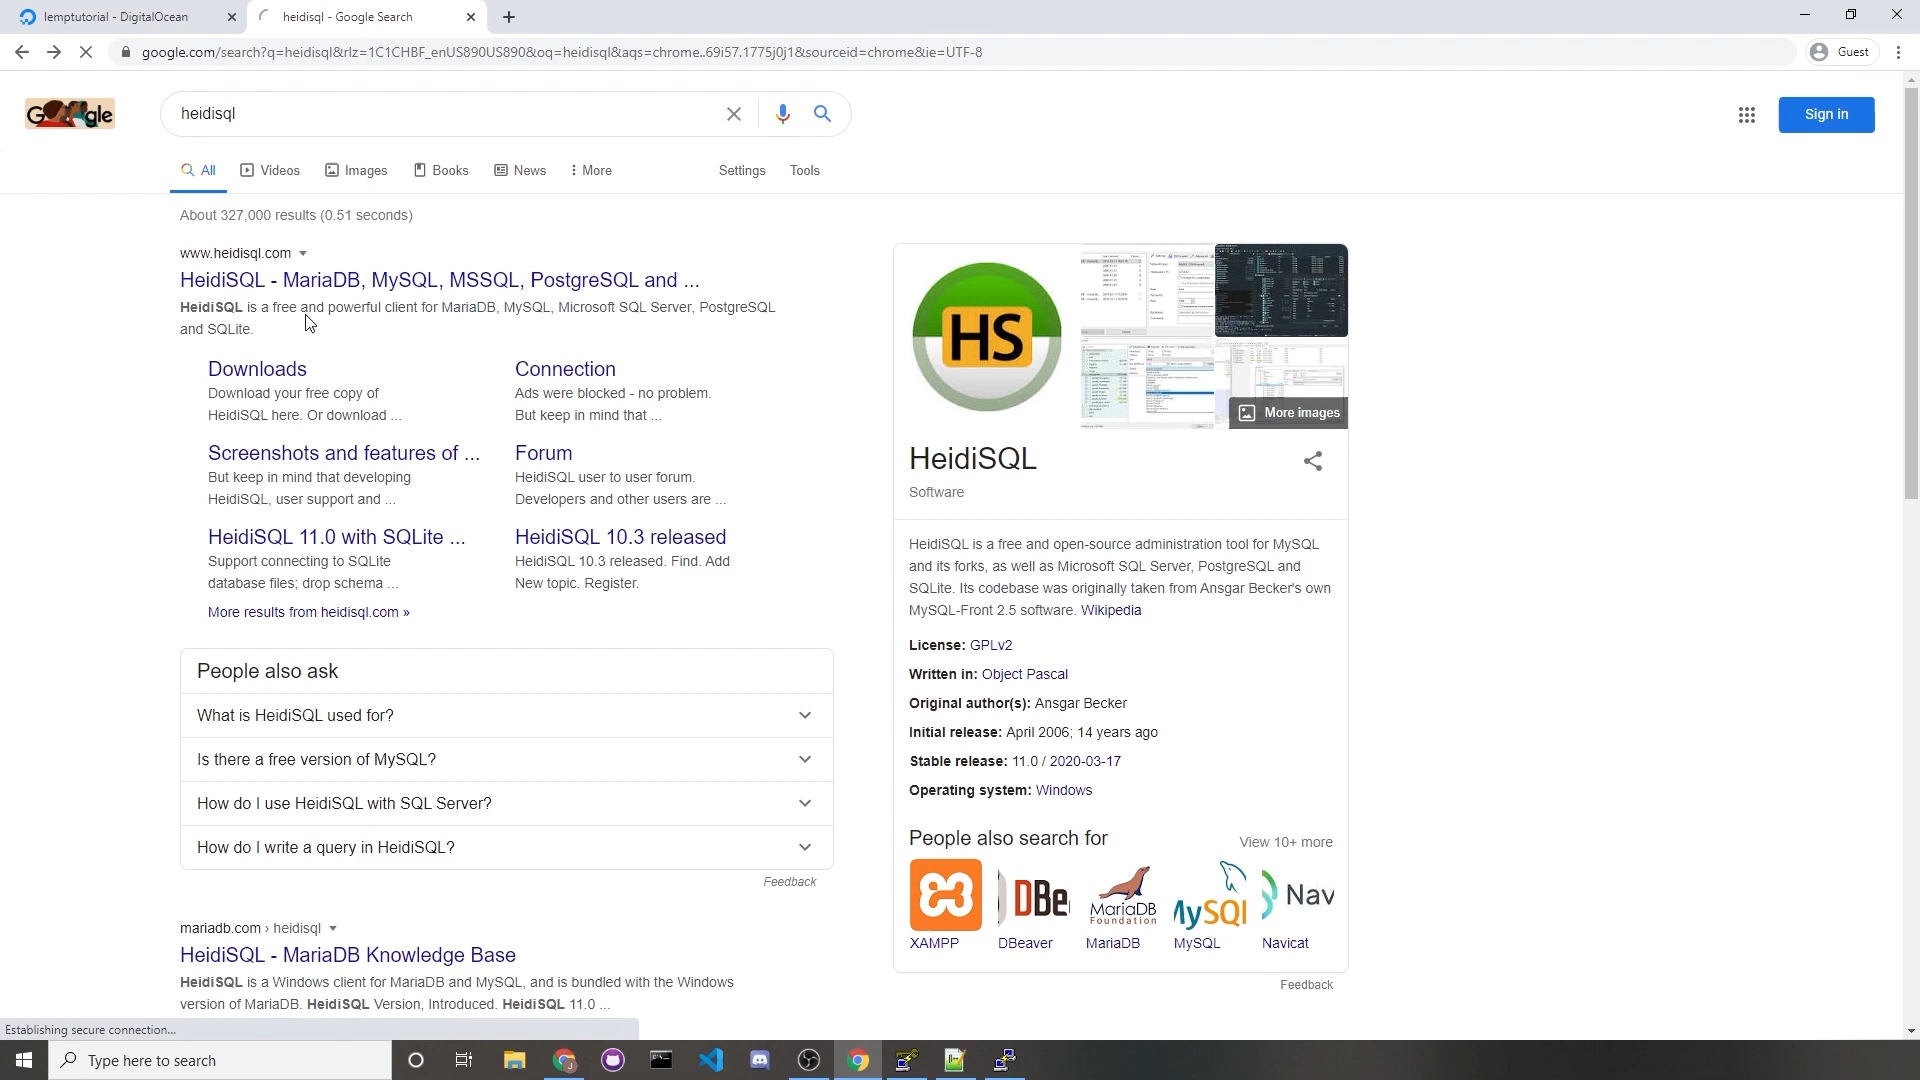 lemptutorial - DigitalOcean
heidisql - Google Search
google.com/search?q=heidisql&rlz=1C1CHBF_enUS890US890&oq=heidisql&aqs=chrome..69i57.1775j0j1&sourceid=chrome&ie=UTF-8
Guest
Google
heidisql
Sign in
All
Videos
Images
Books
News
More
Settings
Tools
About 327,000 results (0.51 seconds)
www.heidisql.com
HeidiSQL - MariaDB, MySQL, MSSQL, PostgreSQL and ...
HeidiSQL is a free and powerful client for MariaDB, MySQL, Microsoft SQL Server, PostgreSQL
and SQLite.
Downloads
Download your free copy of
HeidiSQL here. Or download ...
Connection
Ads were blocked - no problem.
But keep in mind that ...
Screenshots and features of ...
But keep in mind that developing
HeidiSQL, user support and ...
Forum
HeidiSQL user to user forum.
Developers and other users are ...
HeidiSQL 11.0 with SQLite ...
Support connecting to SQLite
database files; drop schema ...
HeidiSQL 10.3 released
HeidiSQL 10.3 released. Find. Add
New topic. Register.
More results from heidisql.com »
People also ask
What is HeidiSQL used for?
Is there a free version of MySQL?
How do I use HeidiSQL with SQL Server?
How do I write a query in HeidiSQL?
Feedback
mariadb.com › heidisql
HeidiSQL - MariaDB Knowledge Base
HeidiSQL is a Windows client for MariaDB and MySQL, and is bundled with the Windows
version of MariaDB. HeidiSQL Version, Introduced. HeidiSQL 11.0 ...
HS
More images
HeidiSQL
Software
HeidiSQL is a free and open-source administration tool for MySQL
and its forks, as well as Microsoft SQL Server, PostgreSQL and
SQLite. Its codebase was originally taken from Ansgar Becker's own
MySQL-Front 2.5 software. Wikipedia
License: GPLv2
Written in: Object Pascal
Original author(s): Ansgar Becker
Initial release: April 2006; 14 years ago
Stable release: 11.0 / 2020-03-17
Operating system: Windows
People also search for
View 10+ more
DBe
MariaDB
Foundation
MySQL
Nav
XAMPP
DBeaver
MariaDB
MySQL
Navicat
Feedback
Establishing secure connection...
Type here to search